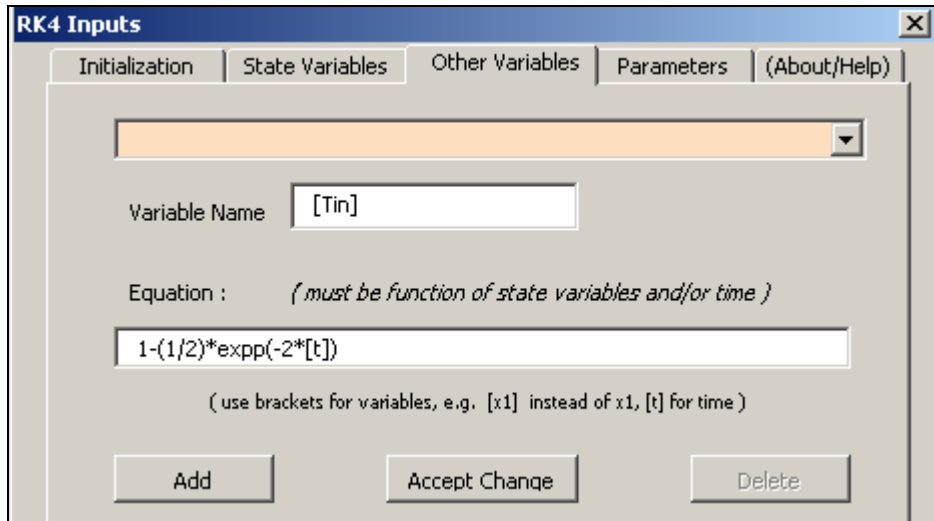 RK4 Inputs
Initialization State Variables Other Variables Parameters (About/Help)
Variable Name [Tin]
Equation : ( must be function of state variables and/or time )
1-(1/2)*expp(-2*[t])
( use brackets for variables, e.g. [x1] instead of x1, [t] for time )
Add Accept Change Delete